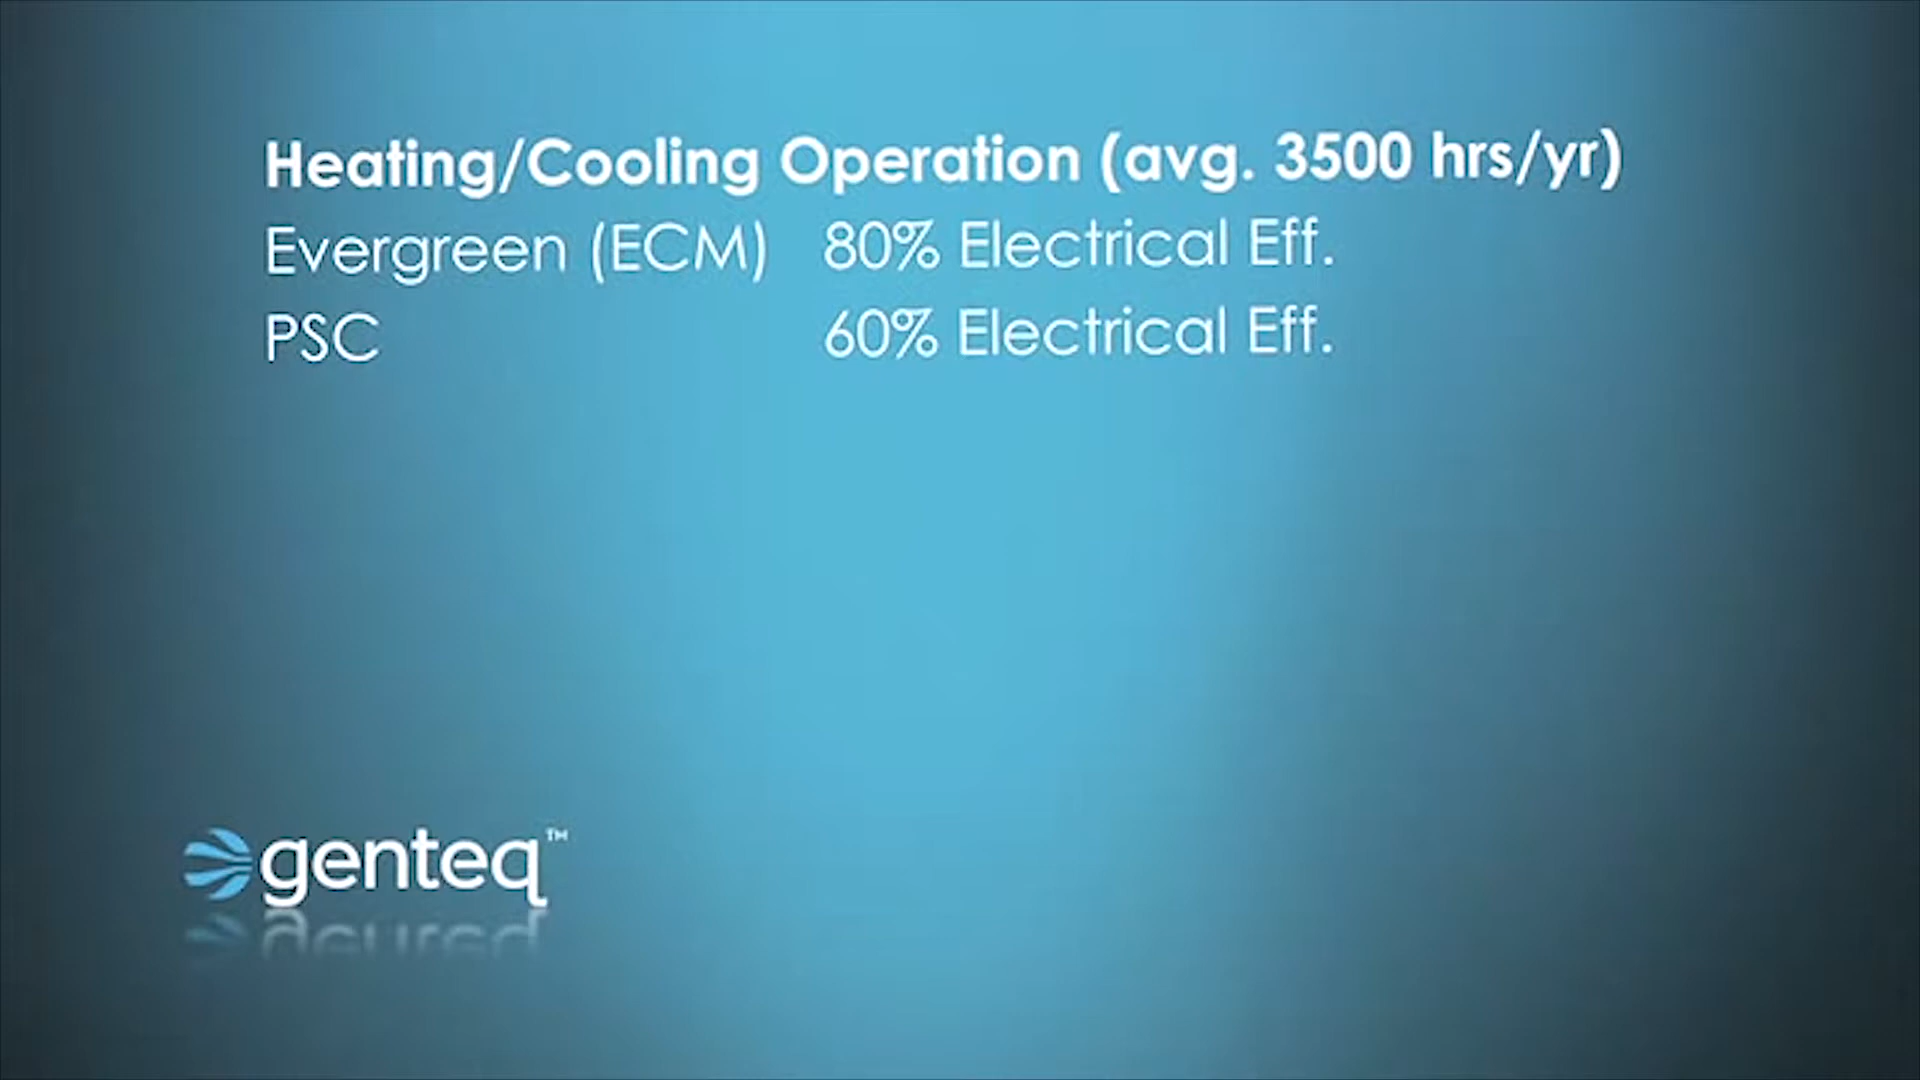 Heating/Cooling Operation (avg. 3500 hrs/yr)
Evergreen (ECM) 80% Electrical Eff.
PSC 60% Electrical Eff.
genteq™